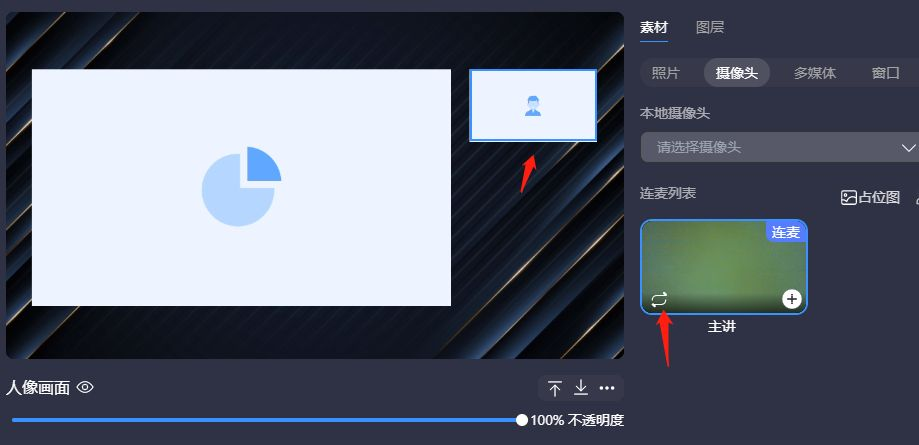 素材 图层
照片 摄像头 多媒体 窗口
本地摄像头
请选择摄像头
连麦列表 占位图
连麦
主讲
人像画面
100% 不透明度